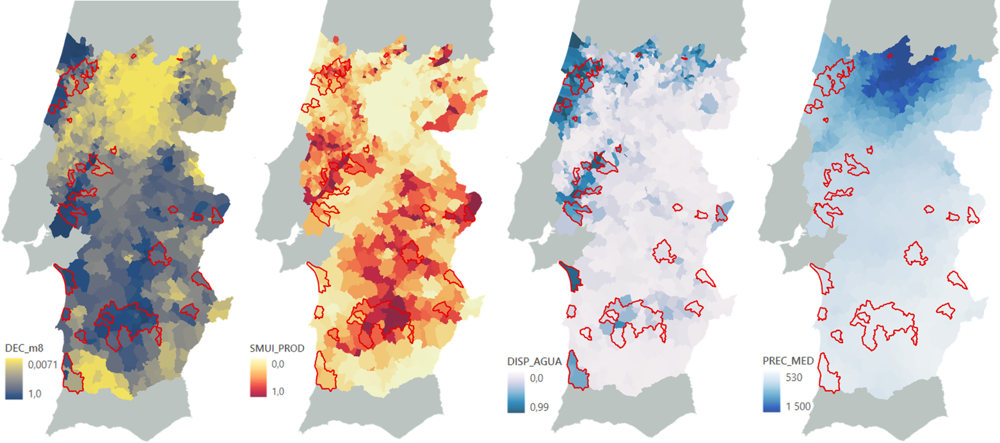 DEC_m8
0,0071
1,0
SMUI_PROD
0,0
1,0
DISP_AGUA
0,0
0,99
PREC_MED
530
1 500